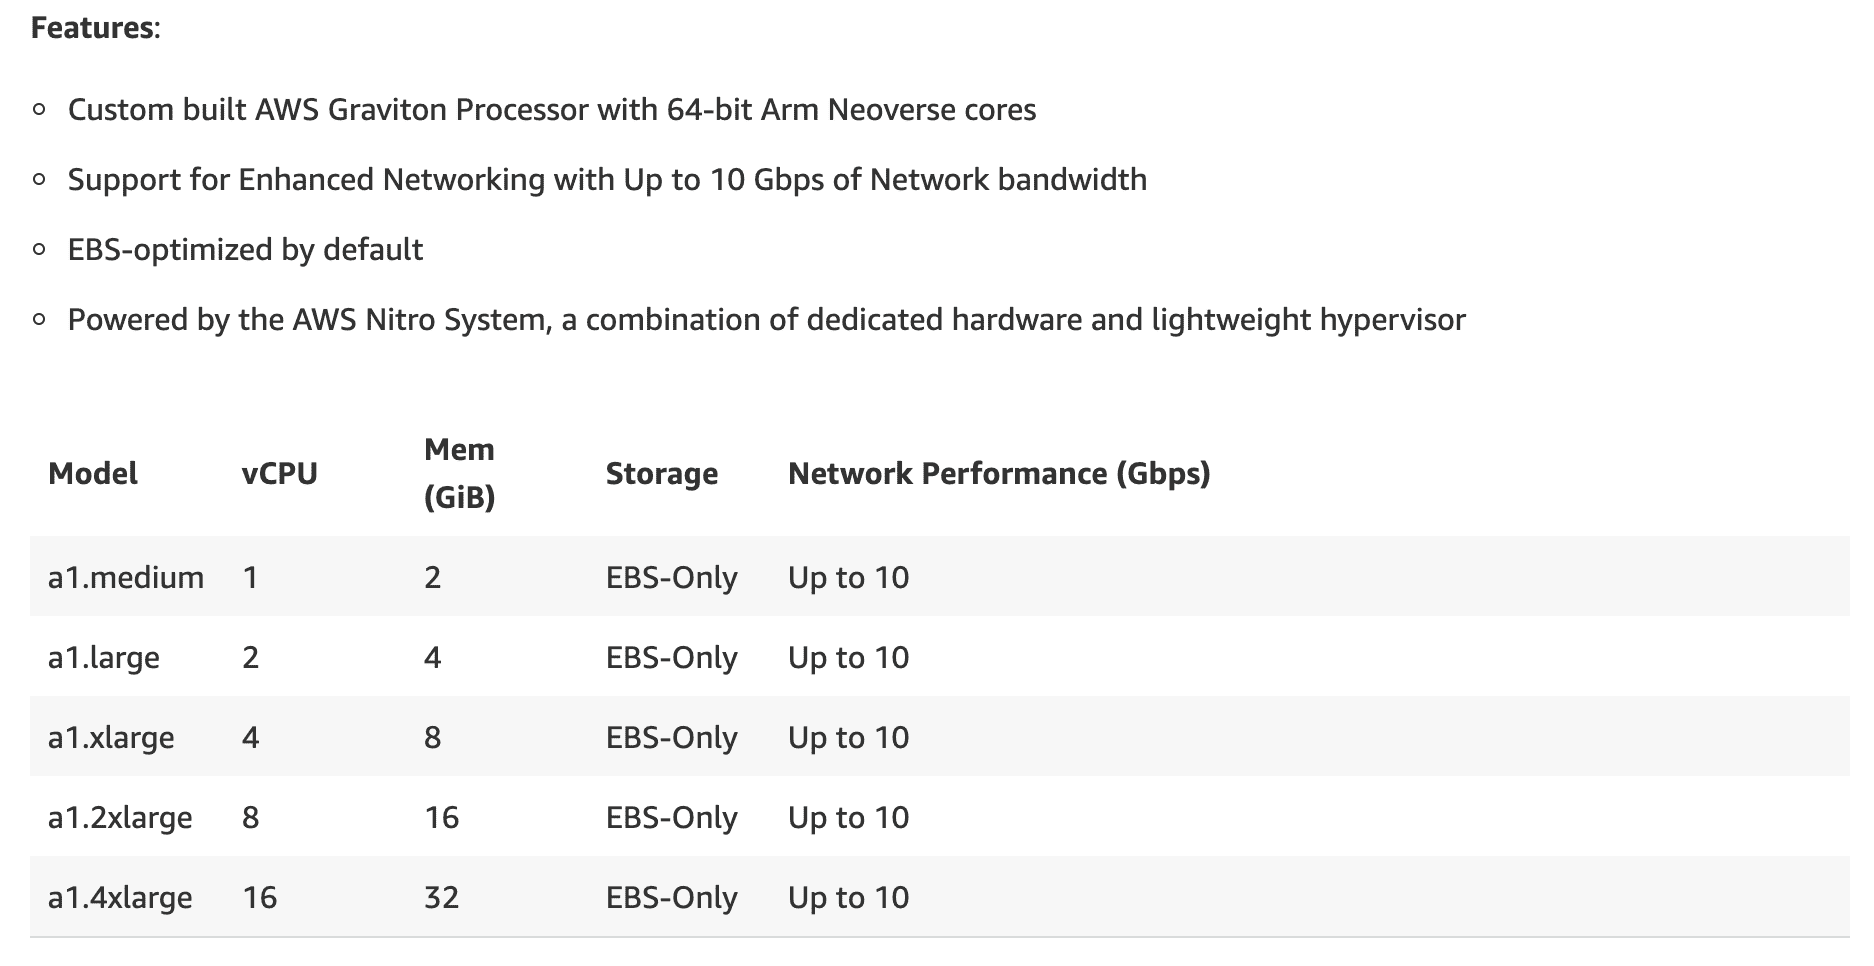 Features:
Custom built AWS Graviton Processor with 64-bit Arm Neoverse cores
Support for Enhanced Networking with Up to 10 Gbps of Network bandwidth
EBS-optimized by default
Powered by the AWS Nitro System, a combination of dedicated hardware and lightweight hypervisor
Model vCPU Mem (GiB) Storage Network Performance (Gbps)
a1.medium 1 2 EBS-Only Up to 10
a1.large 2 4 EBS-Only Up to 10
a1.xlarge 4 8 EBS-Only Up to 10
a1.2xlarge 8 16 EBS-Only Up to 10
a1.4xlarge 16 32 EBS-Only Up to 10